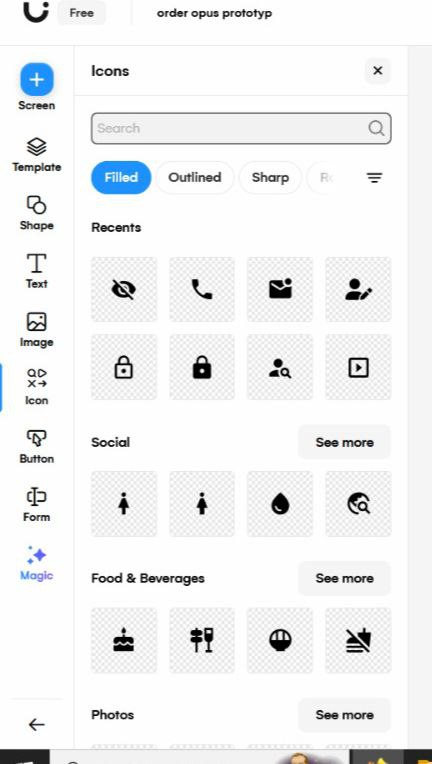 Free
order opus prototyp
Icons
Screen
Search
Template
Filled
Outlined
Sharp
Shape
Recents
Text
Image
Icon
Social
See more
Button
Form
Magic
Food & Beverages
See more
Photos
See more